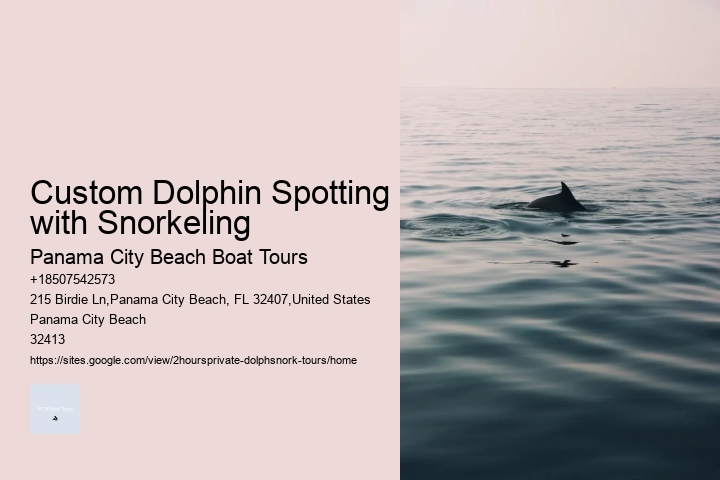 Custom Dolphin Spotting
with Snorkeling
Panama City Beach Boat Tours
+18507542573
215 Birdie Ln,Panama City Beach, FL 32407,United States
Panama City Beach
32413
https://sites.google.com/view/2hoursprivate-dolphsnork-tours/home